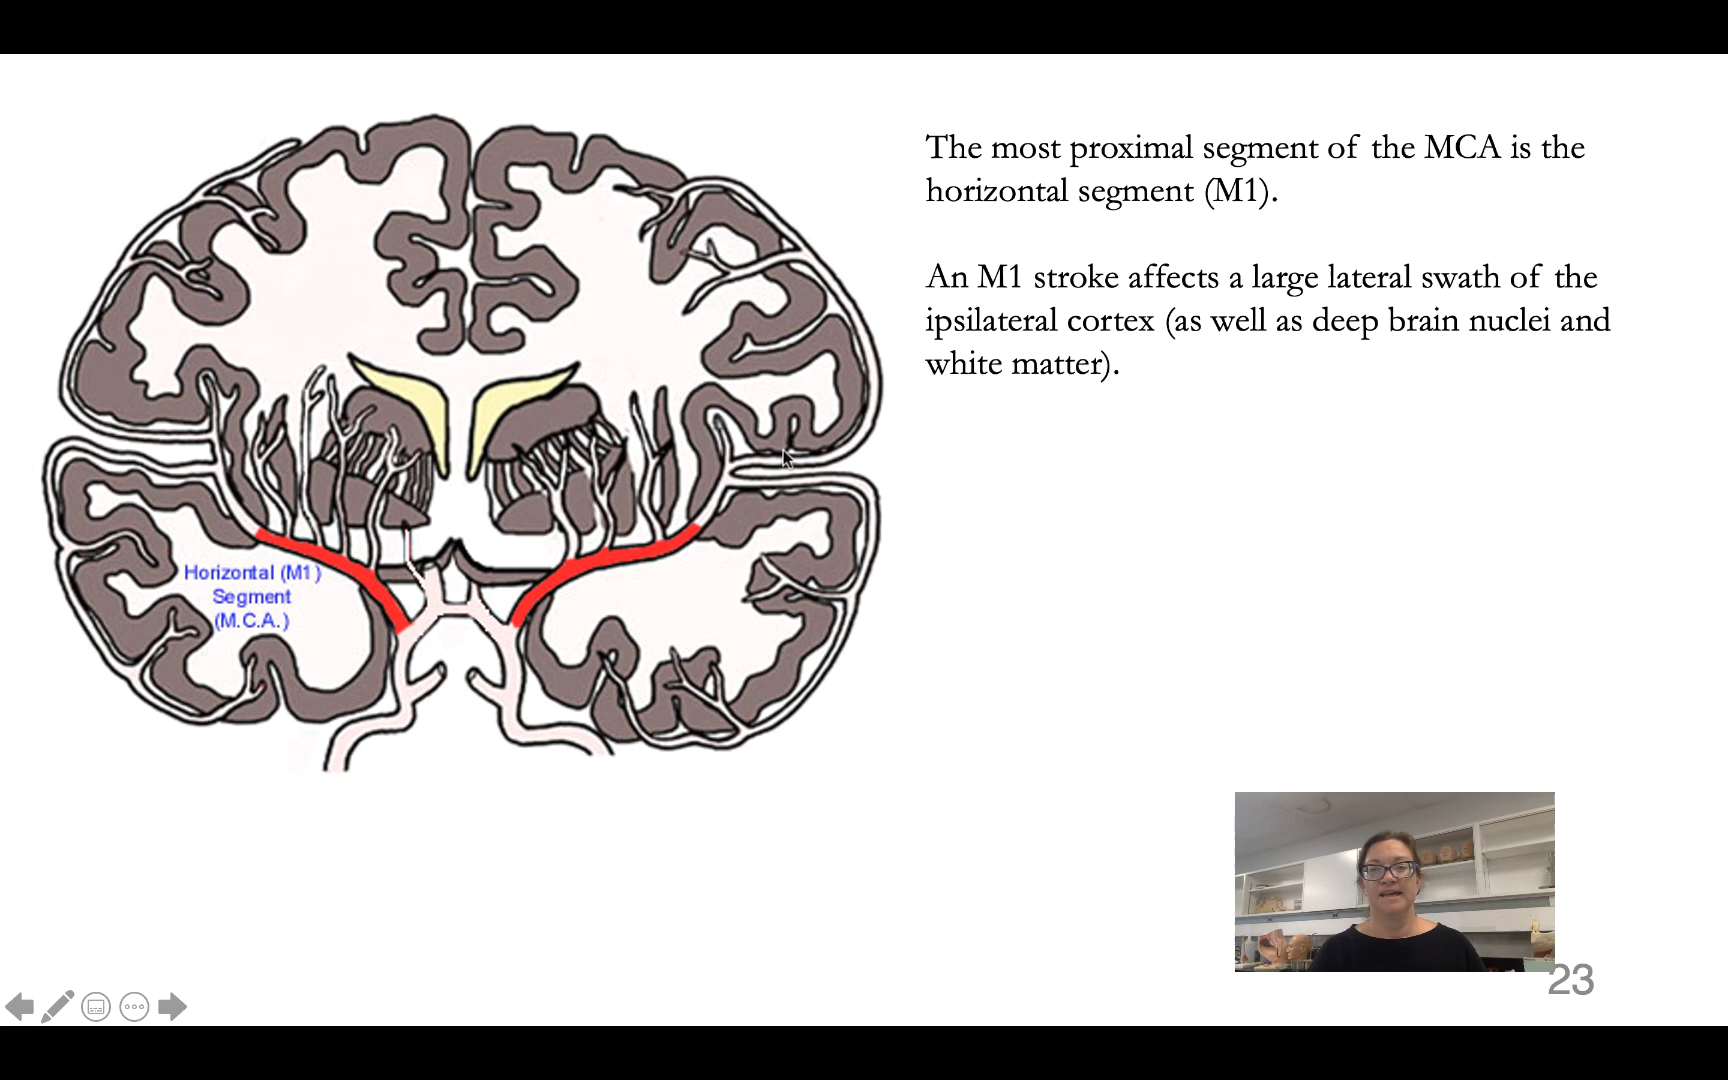 The most proximal segment of the MCA is the
horizontal segment (M1).
An M1 stroke affects a large lateral swath of the
ipsilateral cortex (as well as deep brain nuclei and
white matter).
Horizontal (M1)
Segment
(M.C.A.)
23